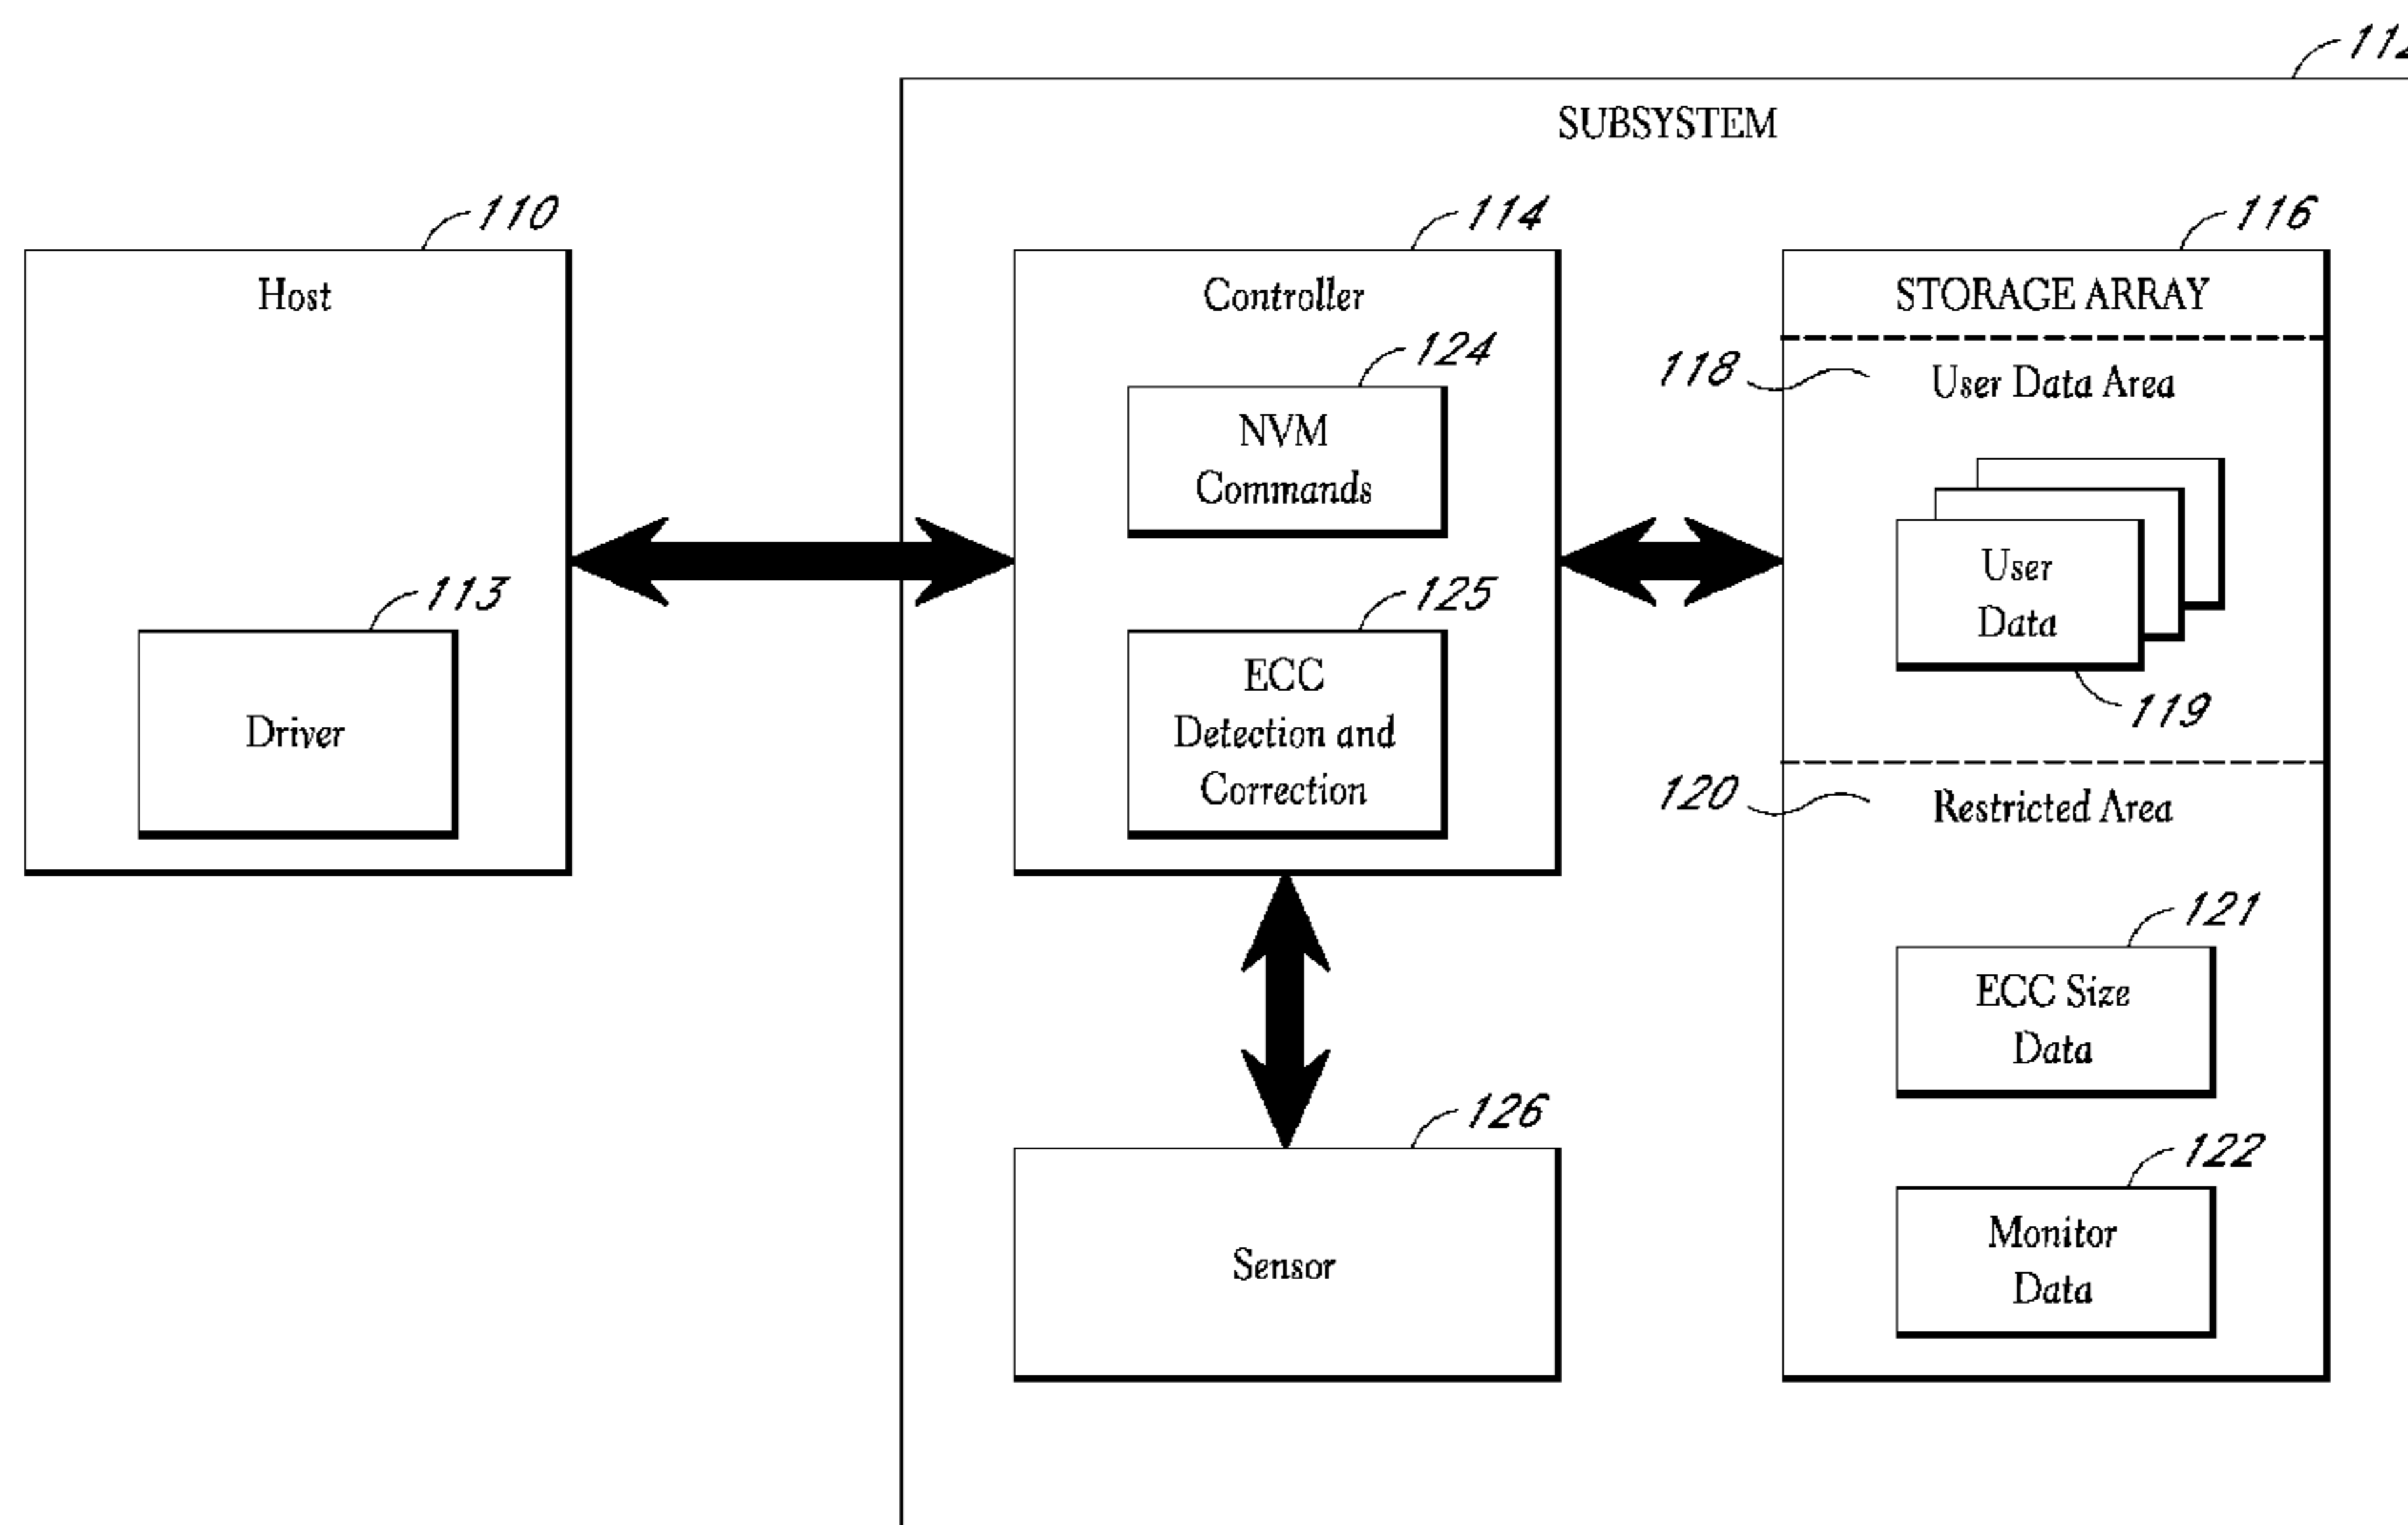 112
SUBSYSTEM
110
Host
113
Driver
114
Controller
124
NVM
Commands
125
ECC
Detection and
Correction
126
Sensor
116
STORAGE ARRAY
118
User Data Area
User
Data
119
120
Restricted Area
121
ECC Size
Data
122
Monitor
Data